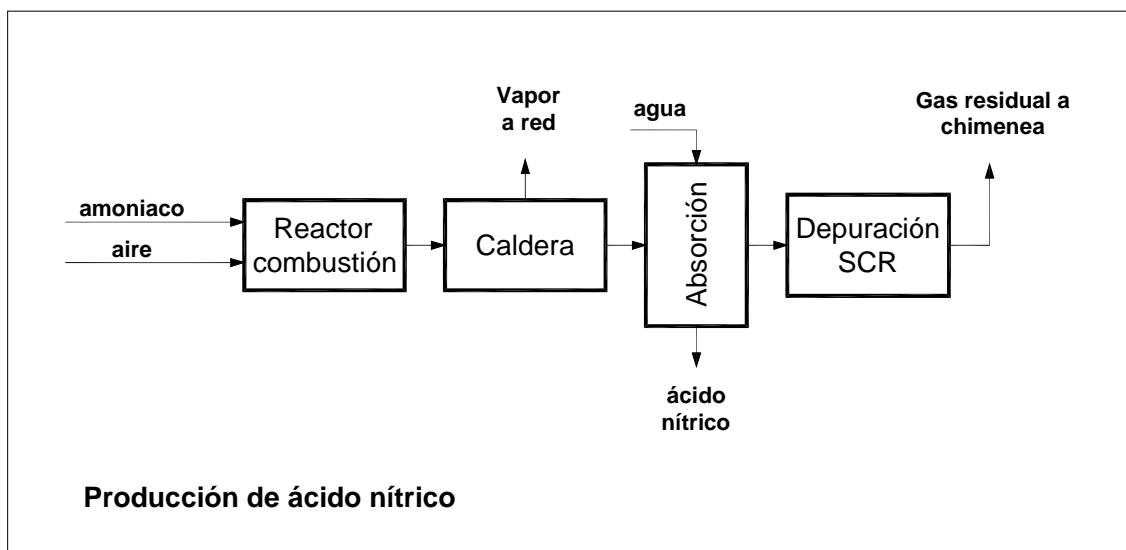 Vapor
a red
agua
Gas residual a
chimenea
amoniaco
aire
Reactor
combustión
Caldera
Absorción
Depuración
SCR
ácido
nítrico
Producción de ácido nítrico